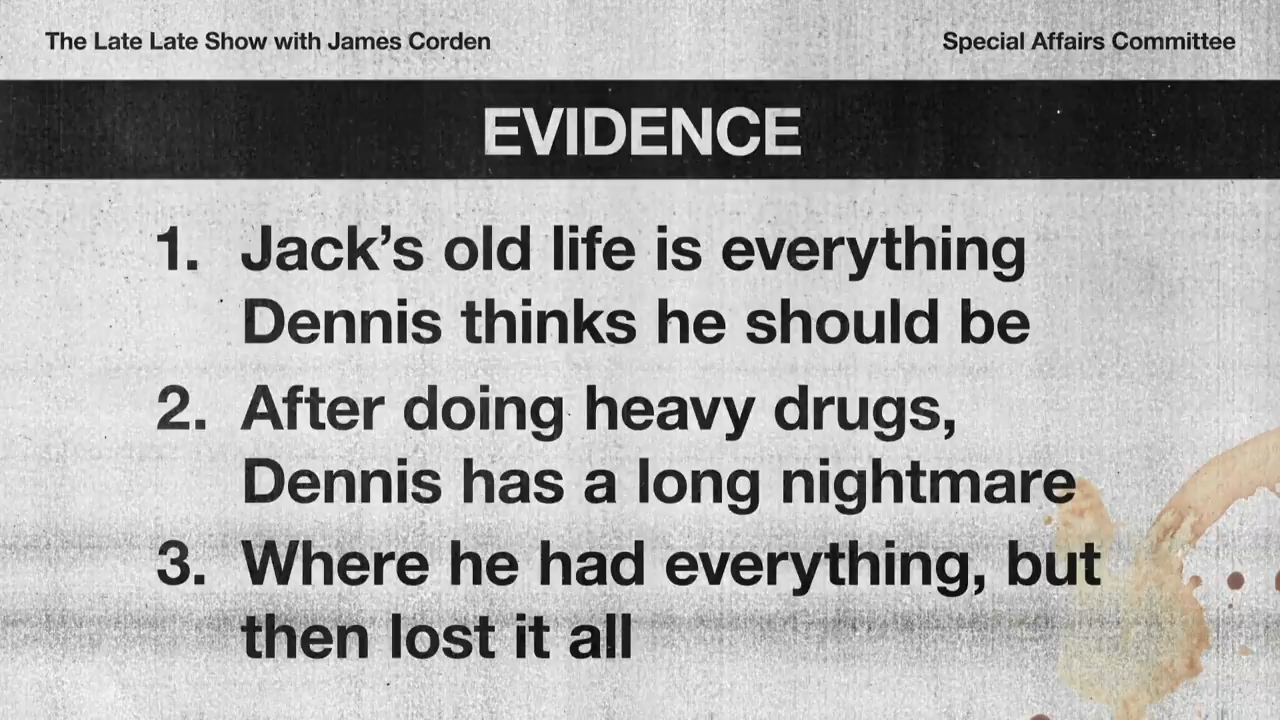 The Late Late Show with James Corden
Special Affairs Committee
EVIDENCE
1. Jack’s old life is everything
Dennis thinks he should be
2. After doing heavy drugs,
Dennis has a long nightmare
3. Where he had everything, but
then lost it all